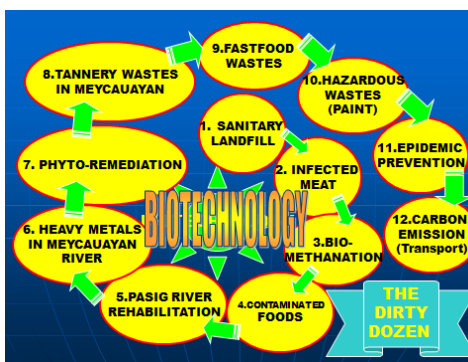 1. SANITARY
LANDFILL
2. INFECTED
MEAT
3. BIO-
METHANATION
4.CONTAMINATED
FOODS
5.PASIG RIVER
REHABILITATION
6. HEAVY METALS
IN MEYCAUAYAN
RIVER
7. PHYTO-REMEDIATION
8.TANNERY WASTES
IN MEYCAUAYAN
9.FASTFOOD
WASTES
10.HAZARDOUS
WASTES
(PAINT)
11.EPIDEMIC
PREVENTION
12.CARBON
EMISSION
(Transport)
BIOTECHNOLOGY
THE
DIRTY
DOZEN